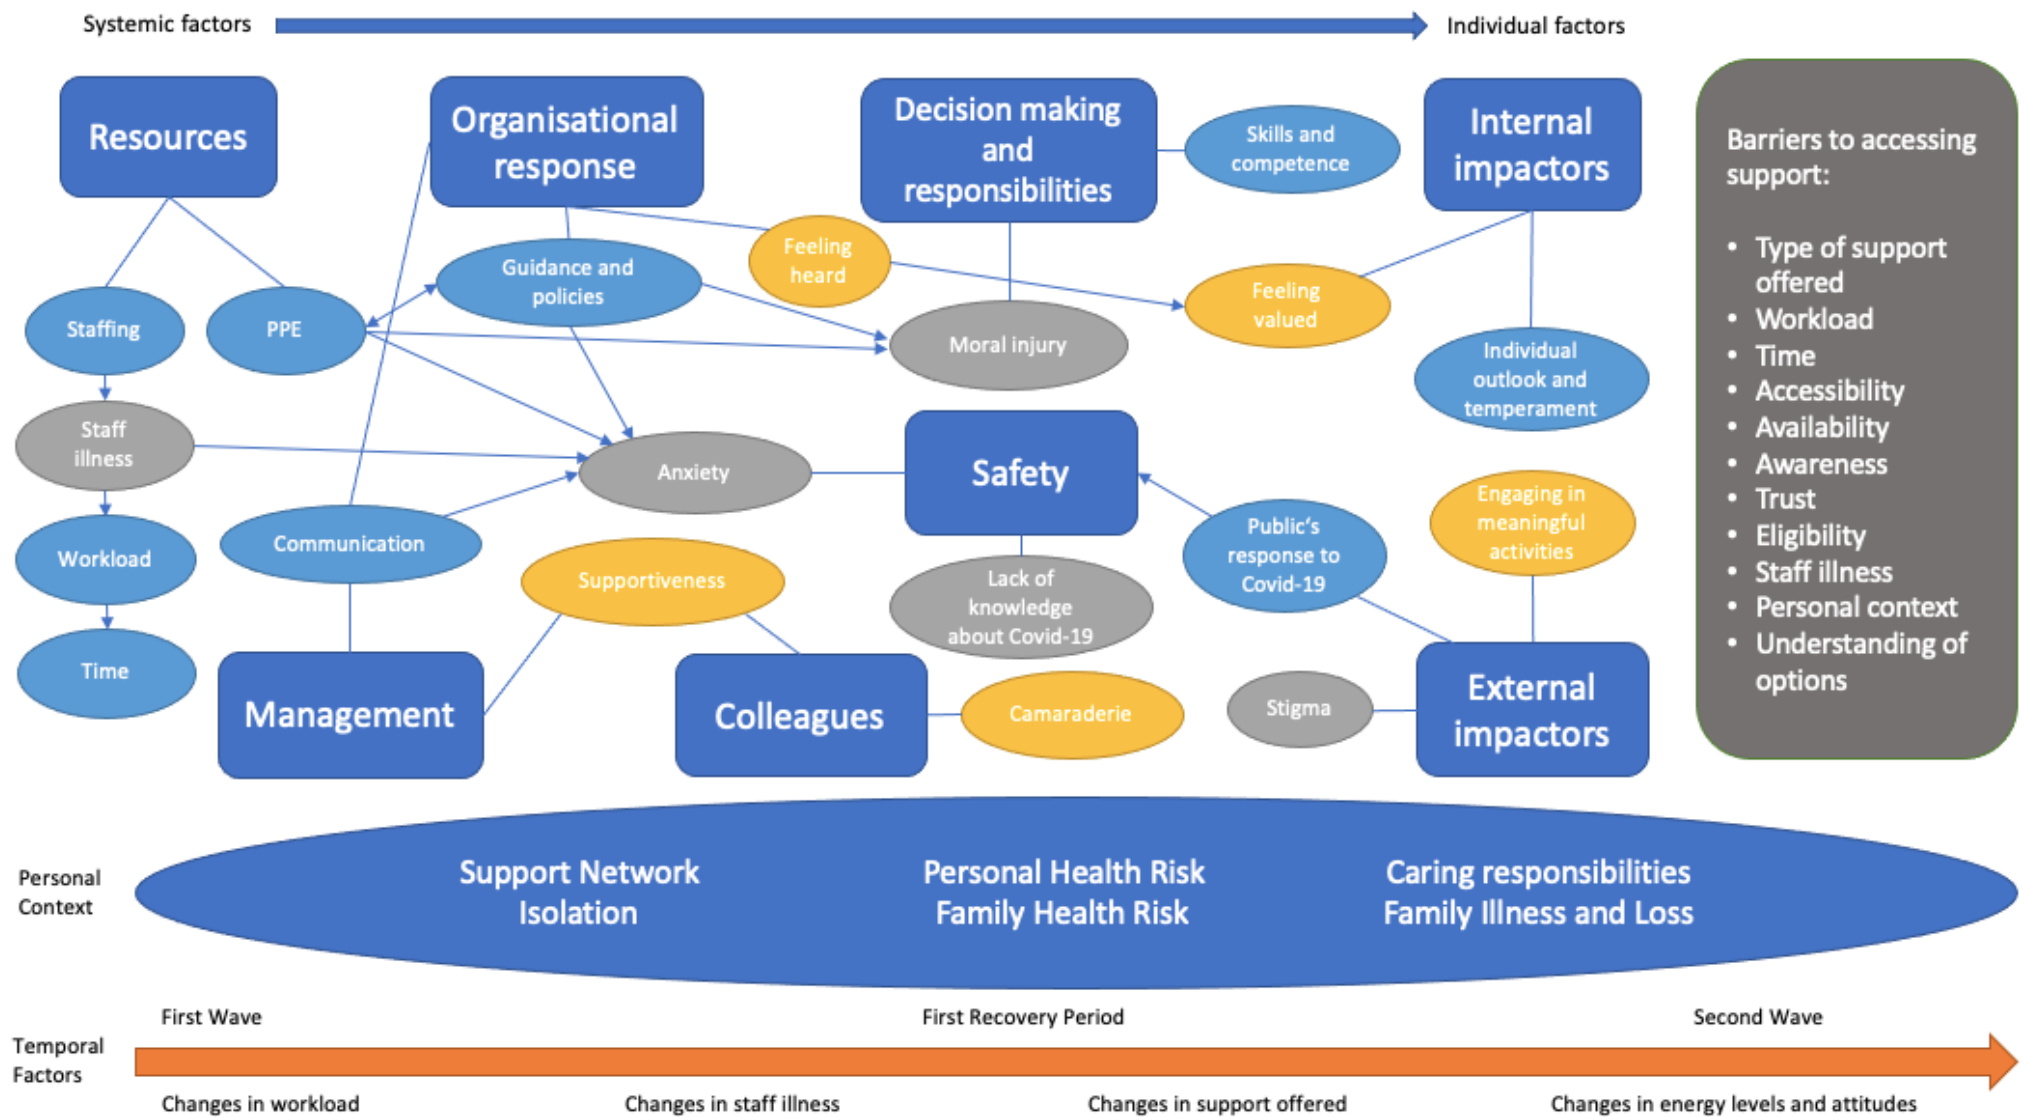 Systemic factors
Individual factors
Resources
Organisational
response
Decision making
and
responsibilities
Skills and
competence
Internal
impactors
Feeling
heard
Guidance and
policies
Feeling
valued
Staffing
PPE
Moral injury
Individual
outlook and
temperament
Staff
illness
Anxiety
Safety
Engaging in
meaningful
activities
Communication
Public's
response to
Covid-19
Workload
Supportiveness
Lack of
knowledge
about Covid-19
Time
Management
Colleagues
Camaraderie
Stigma
External
impactors
Barriers to accessing
support:
• Type of support
offered
• Workload
• Time
• Accessibility
• Availability
• Awareness
• Trust
• Eligibility
• Staff illness
• Personal context
• Understanding of
options
Personal
Context
Support Network
Isolation
Personal Health Risk
Family Health Risk
Caring responsibilities
Family Illness and Loss
First Wave
First Recovery Period
Second Wave
Temporal
Factors
Changes in workload
Changes in staff illness
Changes in support offered
Changes in energy levels and attitudes